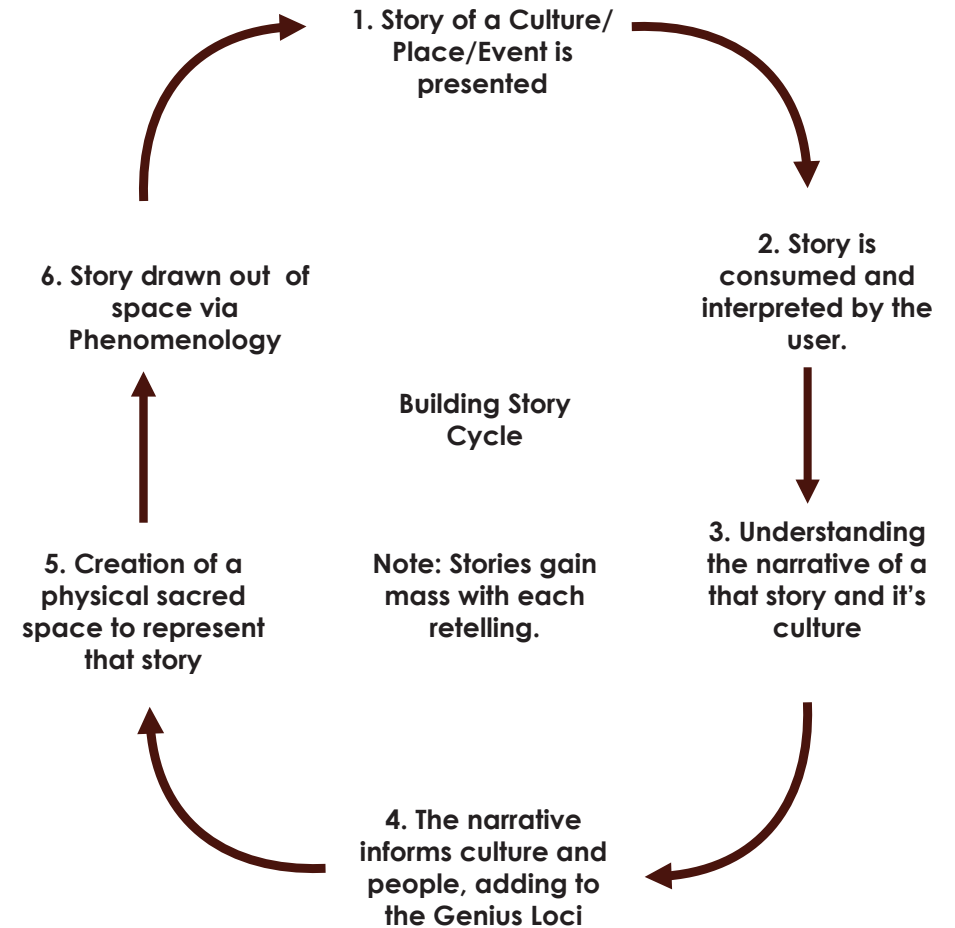 1. Story of a Culture/
Place/Event is
presented
2. Story is
consumed and
interpreted by the
user.
3. Understanding
the narrative of a
that story and it's
culture
4. The narrative
informs culture and
people, adding to
the Genius Loci
5. Creation of a
physical sacred
space to represent
that story
6. Story drawn out of
space via
Phenomenology
Building Story
Cycle
Note: Stories gain
mass with each
retelling.